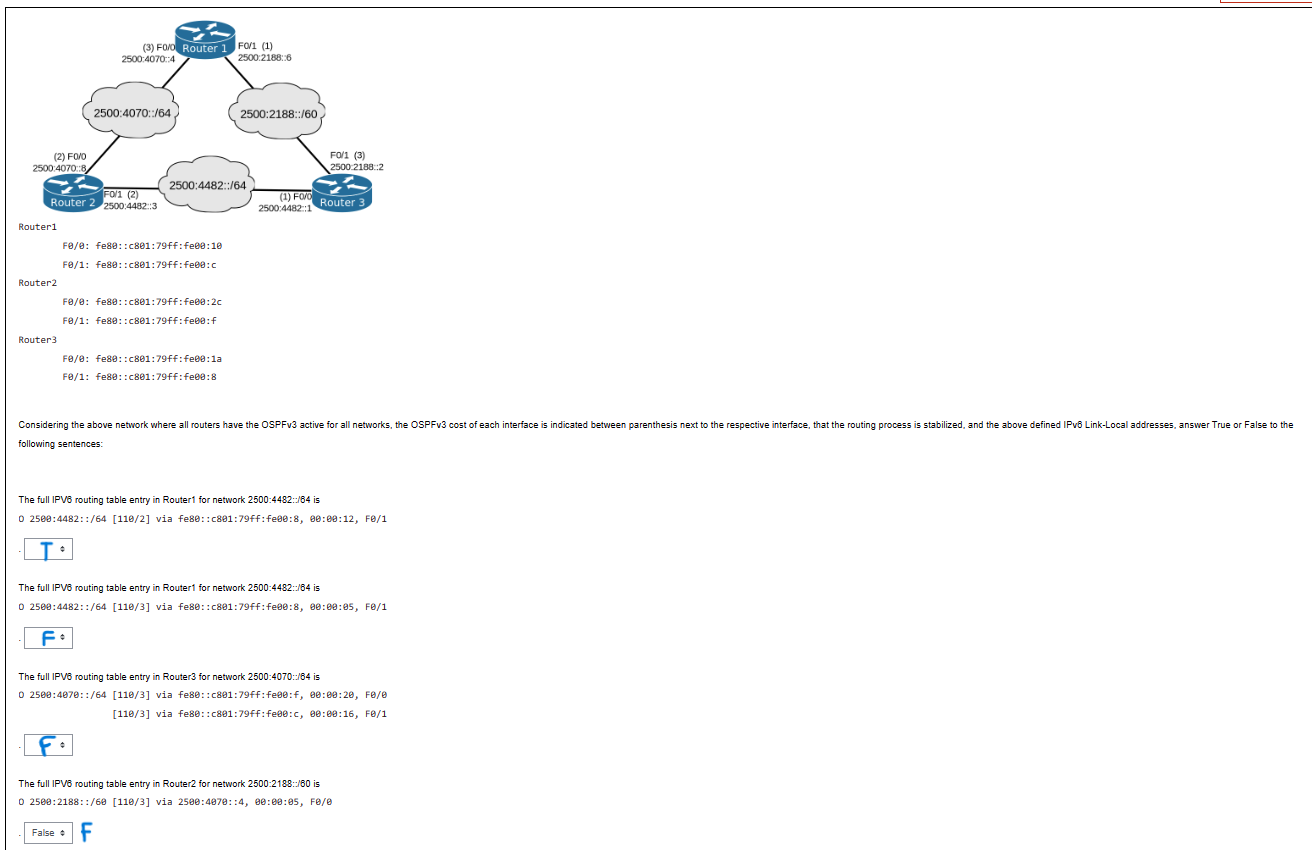 (3) F0/0 Router 1 F0/1 (1)
2500:4070::4 2500:2188::6
2500:4070::/64 2500:2188::/60
(2) F0/0 F0/1 (3)
2500:4070::8 2500:2188::2
2500:4482::/64
Router 2 F0/1 (2) (1) F0/0 Router 3
2500:4482::3 2500:4482::1
Router1
F0/0: fe80::c801:79ff:fe00:10
F0/1: fe80::c801:79ff:fe00:c
Router2
F0/0: fe80::c801:79ff:fe00:2c
F0/1: fe80::c801:79ff:fe00:f
Router3
F0/0: fe80::c801:79ff:fe00:1a
F0/1: fe80::c801:79ff:fe00:8
Considering the above network where all routers have the OSPFv3 active for all networks, the OSPFv3 cost of each interface is indicated between parenthesis next to the respective interface, that the routing process is stabilized, and the above defined IPv6 Link-Local addresses, answer True or False to the
following sentences:
The full IPV6 routing table entry in Router1 for network 2500:4482::/64 is
O 2500:4482::/64 [110/2] via fe80::c801:79ff:fe00:8, 00:00:12, F0/1
. T
The full IPV6 routing table entry in Router1 for network 2500:4482::/64 is
O 2500:4482::/64 [110/3] via fe80::c801:79ff:fe00:8, 00:00:05, F0/1
. F
The full IPV6 routing table entry in Router3 for network 2500:4070::/64 is
O 2500:4070::/64 [110/3] via fe80::c801:79ff:fe00:f, 00:00:20, F0/0
[110/3] via fe80::c801:79ff:fe00:c, 00:00:16, F0/1
. F
The full IPV6 routing table entry in Router2 for network 2500:2188::/60 is
O 2500:2188::/60 [110/3] via 2500:4070::4, 00:00:05, F0/0
. False F